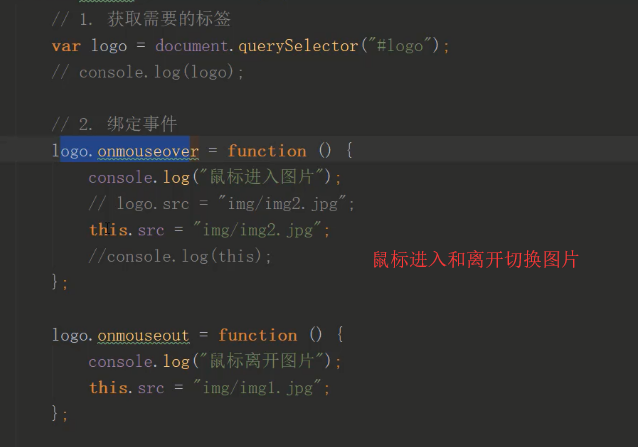 // 1. 获取需要的标签
var logo = document.querySelector("#logo");
// console.log(logo);
// 2. 绑定事件
logo.onmouseover = function () {
console.log("鼠标进入图片");
// logo.src = "img/img2.jpg";
this.src = "img/img2.jpg";
//console.log(this);
鼠标进入和离开切换图片
};
logo.onmouseout = function () {
console.log("鼠标离开图片");
this.src = "img/img1.jpg";
};